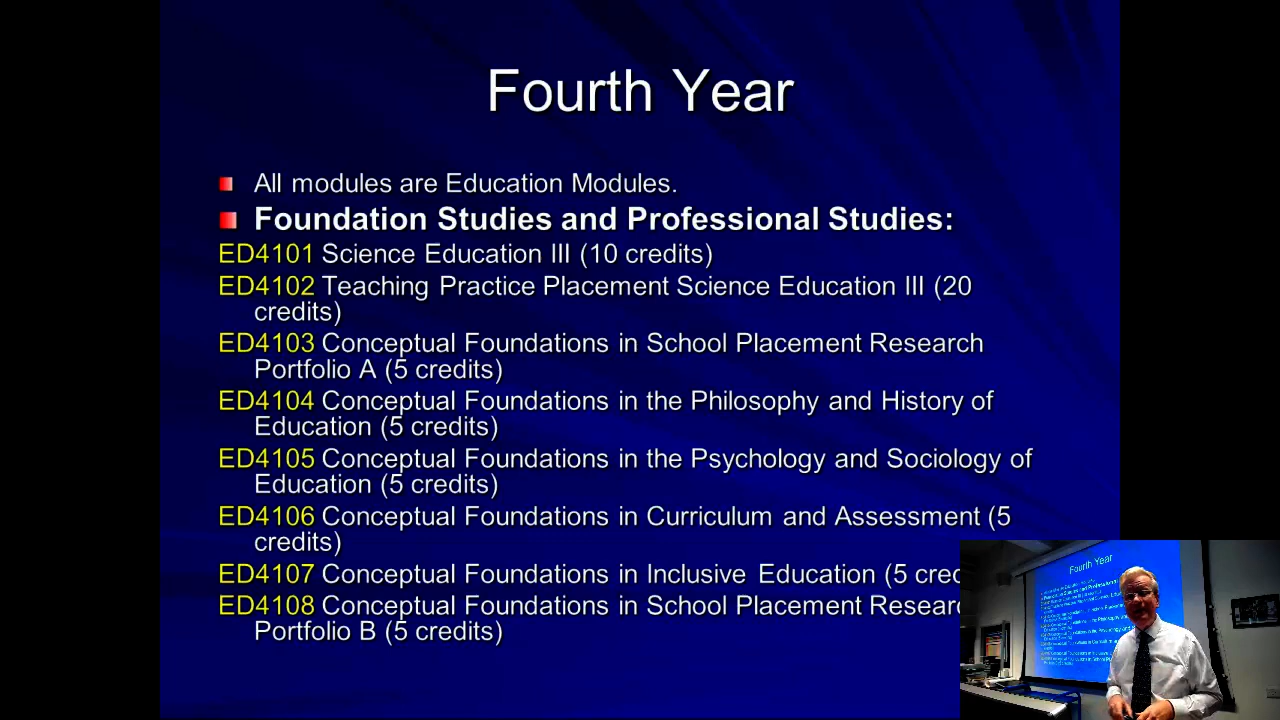 Fourth Year
All modules are Education Modules.
Foundation Studies and Professional Studies:
ED4101 Science Education III (10 credits)
ED4102 Teaching Practice Placement Science Education III (20
credits)
ED4103 Conceptual Foundations in School Placement Research
Portfolio A (5 credits)
ED4104 Conceptual Foundations in the Philosophy and History of
Education (5 credits)
ED4105 Conceptual Foundations in the Psychology and Sociology of
Education (5 credits)
ED4106 Conceptual Foundations in Curriculum and Assessment (5
credits)
ED4107 Conceptual Foundations in Inclusive Education (5 cred
ED4108 Conceptual Foundations in School Placement Researc
Portfolio B (5 credits)
Fourth Year